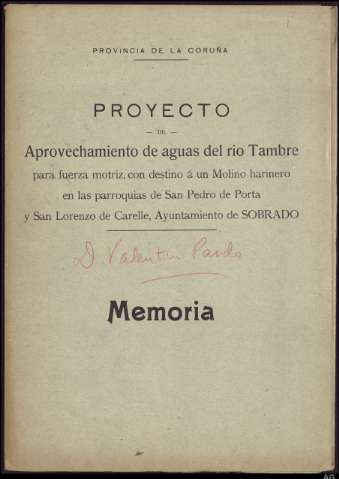 PROVINCIA DE LA CORUÑA
PROYECTO
— DE —
Aprovechamiento de aguas del rio Tambre
para fuerza motriz, con destino á un Molino harinero
en las parroquias de San Pedro de Porta
y San Lorenzo de Carelle, Ayuntamiento de SOBRADO
D. Valentin Pardo
Memoria
AG